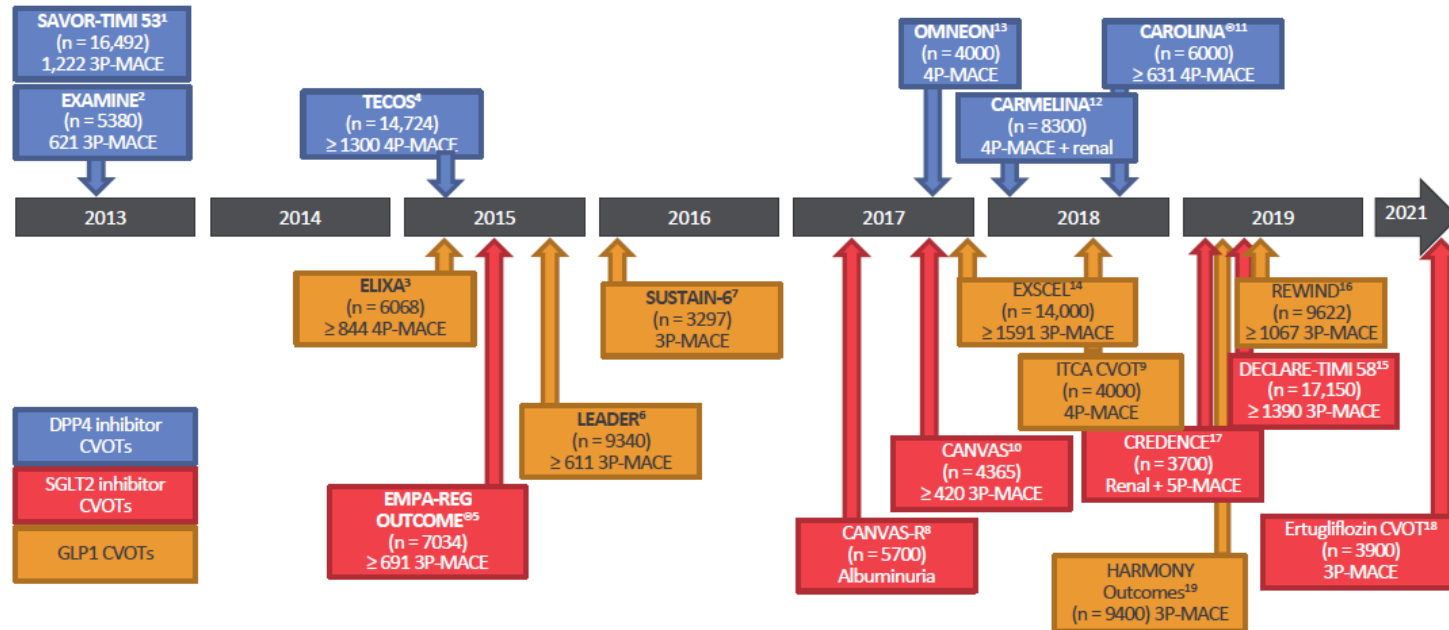 SAVOR-TIMI 53¹
(n = 16,492)
1,222 3P-MACE
EXAMINE²
(n = 5380)
621 3P-MACE
TECOS⁴
(n = 14,724)
≥ 1300 4P-MACE
OMNEON¹³
(n = 4000)
4P-MACE
CARMELINA¹²
(n = 8300)
4P-MACE + renal
CAROLINA®¹¹
(n = 6000)
≥ 631 4P-MACE
2013
2014
2015
2016
2017
2018
2019
2021
ELIXA³
(n = 6068)
≥ 844 4P-MACE
EMPA-REG
OUTCOME®⁵
(n = 7034)
≥ 691 3P-MACE
LEADER⁶
(n = 9340)
≥ 611 3P-MACE
SUSTAIN-6⁷
(n = 3297)
3P-MACE
CANVAS-R⁸
(n = 5700)
Albuminuria
CANVAS¹⁰
(n = 4365)
≥ 420 3P-MACE
EXSCEL¹⁴
(n = 14,000)
≥ 1591 3P-MACE
ITCA CVOT⁹
(n = 4000)
4P-MACE
CREDENCE¹⁷
(n = 3700)
Renal + 5P-MACE
HARMONY
Outcomes¹⁹
(n = 9400) 3P-MACE
REWIND¹⁶
(n = 9622)
≥ 1067 3P-MACE
DECLARE-TIMI 58¹⁵
(n = 17,150)
≥ 1390 3P-MACE
Ertugliflozin CVOT¹⁸
(n = 3900)
3P-MACE
DPP4 inhibitor
CVOTs
SGLT2 inhibitor
CVOTs
GLP1 CVOTs